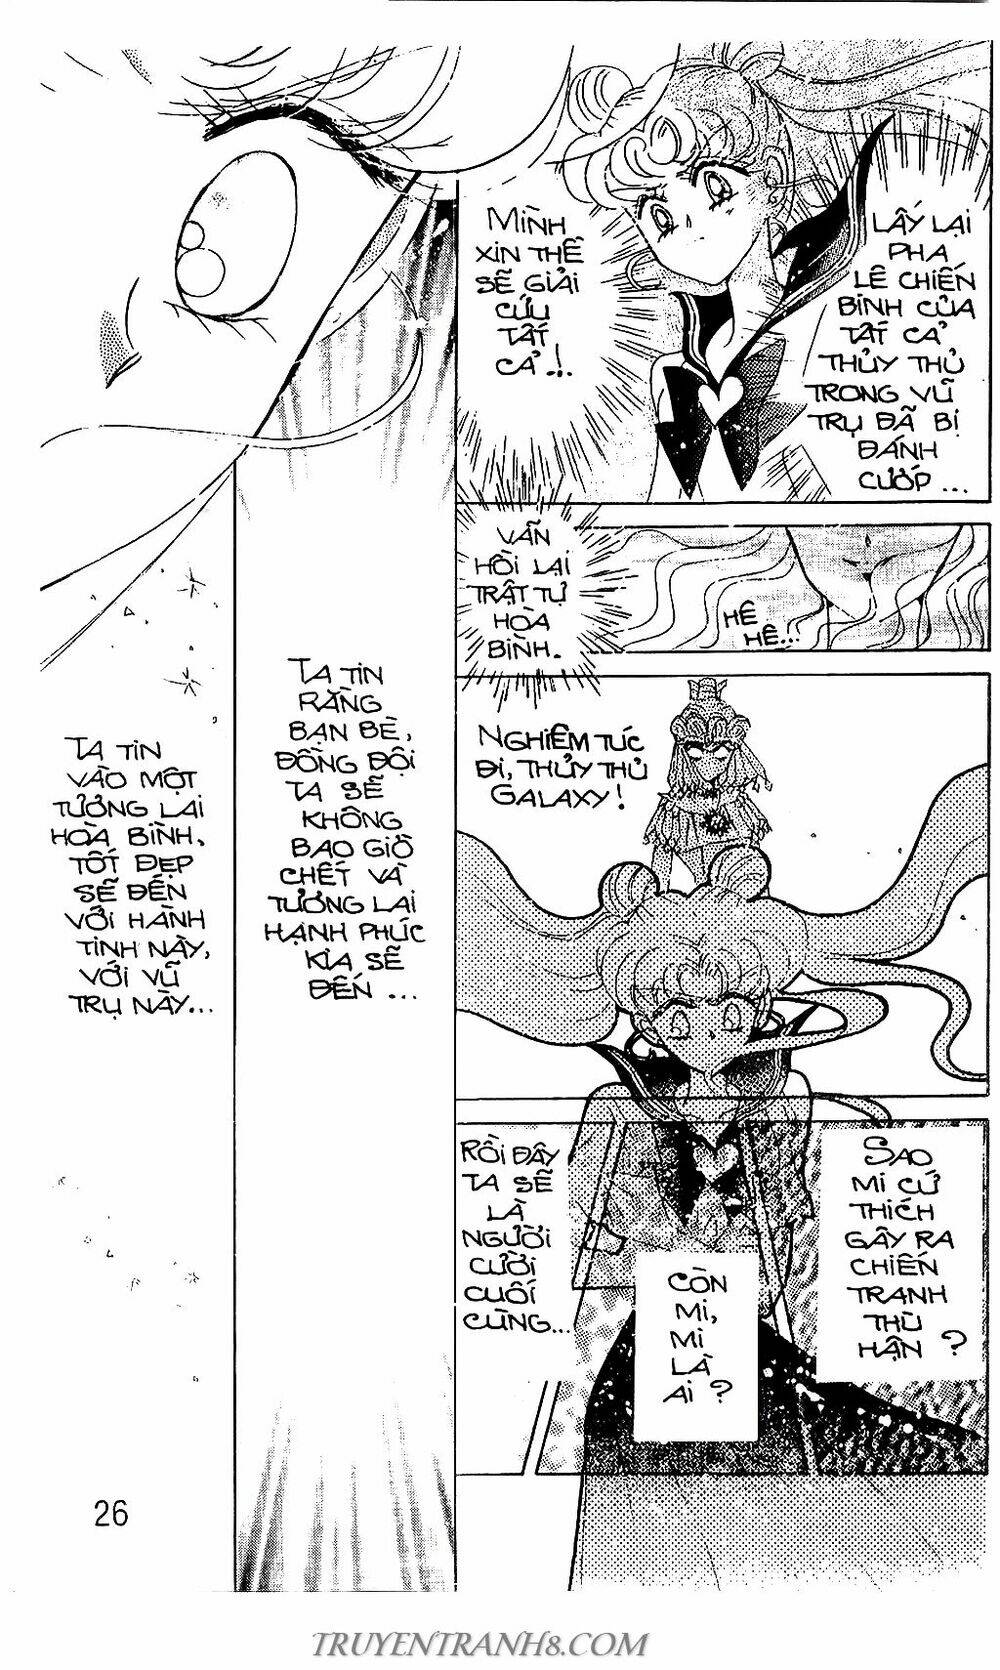 LẤY LẠI
PHA
LÊ CHIẾN
BINH CỦA
TẤT CẢ
THỦY THỦ
TRONG VŨ
TRỤ ĐÃ BỊ
ĐÁNH
CƯỚP ...
MÌNH
XIN THỀ
SẼ GIẢI
CỨU
TẤT
CẢ..!.
VÃN
HỒI LẠI
TRẬT TỰ
HÒA
BÌNH.
HÊ
HÊ...
NGHIÊM TÚC
ĐI, THỦY THỦ
GALAXY!
SAO
MI CỨ
THÍCH
GÂY RA
CHIẾN
TRANH
THÙ
HẬN ?
CÒN
MI,
MI
LÀ
AI ?
RỒI ĐÂY
TA SẼ
LÀ
NGƯỜI
CƯỜI
CUỐI
CÙNG...
TA TIN
RẰNG
BẠN BÈ,
ĐỒNG ĐỘI
TA SẼ
KHÔNG
BAO GIỜ
CHẾT VÀ
TƯƠNG LAI
HẠNH PHÚC
KIA SẼ
ĐẾN ...
TA TIN
VÀO MỘT
TƯƠNG LAI
HÒA BÌNH,
TỐT ĐẸP
SẼ ĐẾN
VỚI HÀNH
TINH NÀY,
VỚI VŨ
TRỤ NÀY...
26
TRUYENTRANH8.COM